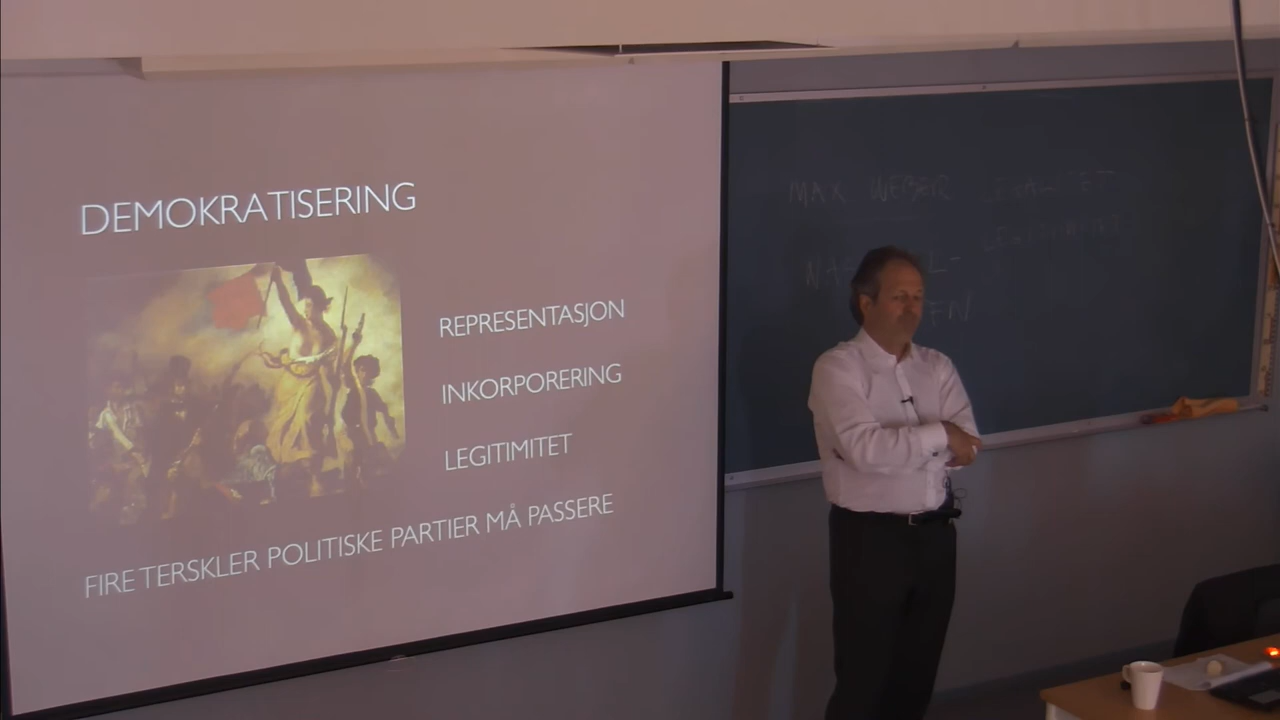 DEMOKRATISERING
REPRESENTASJON
INKORPORERING
LEGITIMITET
FIRE TERSKLER POLITISKE PARTIER MÅ PASSERE
MAX WEBER